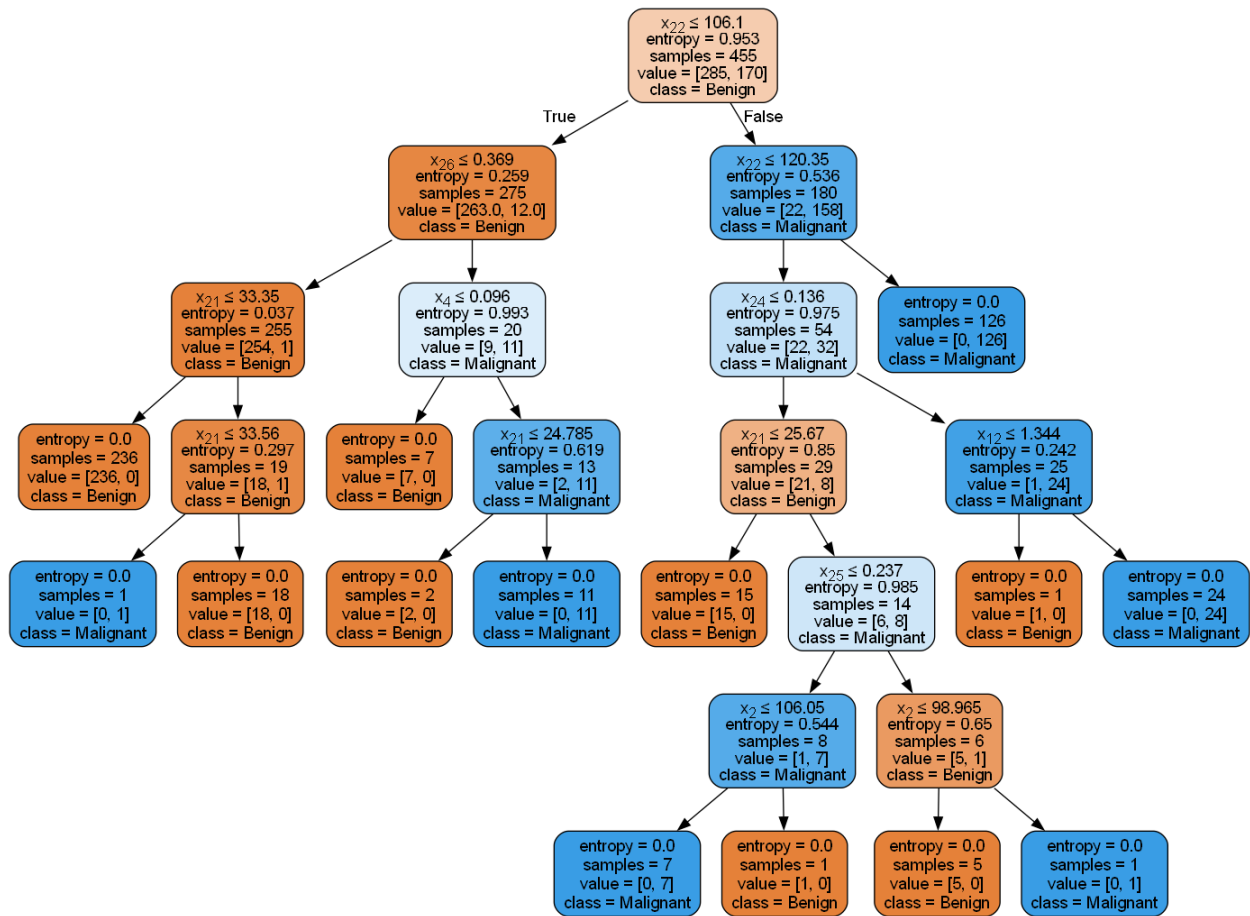 x₂₂ ≤ 106.1
entropy = 0.953
samples = 455
value = [285, 170]
class = Benign
True
False
x₂₆ ≤ 0.369
entropy = 0.259
samples = 275
value = [263.0, 12.0]
class = Benign
x₂₂ ≤ 120.35
entropy = 0.536
samples = 180
value = [22, 158]
class = Malignant
x₂₁ ≤ 33.35
entropy = 0.037
samples = 255
value = [254, 1]
class = Benign
x₄ ≤ 0.096
entropy = 0.993
samples = 20
value = [9, 11]
class = Malignant
x₂₄ ≤ 0.136
entropy = 0.975
samples = 54
value = [22, 32]
class = Malignant
entropy = 0.0
samples = 126
value = [0, 126]
class = Malignant
entropy = 0.0
samples = 236
value = [236, 0]
class = Benign
x₂₁ ≤ 33.56
entropy = 0.297
samples = 19
value = [18, 1]
class = Benign
entropy = 0.0
samples = 7
value = [7, 0]
class = Benign
x₂₁ ≤ 24.785
entropy = 0.619
samples = 13
value = [2, 11]
class = Malignant
x₂₁ ≤ 25.67
entropy = 0.85
samples = 29
value = [21, 8]
class = Benign
x₁₂ ≤ 1.344
entropy = 0.242
samples = 25
value = [1, 24]
class = Malignant
entropy = 0.0
samples = 1
value = [0, 1]
class = Malignant
entropy = 0.0
samples = 18
value = [18, 0]
class = Benign
entropy = 0.0
samples = 2
value = [2, 0]
class = Benign
entropy = 0.0
samples = 11
value = [0, 11]
class = Malignant
entropy = 0.0
samples = 15
value = [15, 0]
class = Benign
x₂₅ ≤ 0.237
entropy = 0.985
samples = 14
value = [6, 8]
class = Malignant
entropy = 0.0
samples = 1
value = [1, 0]
class = Benign
entropy = 0.0
samples = 24
value = [0, 24]
class = Malignant
x₂ ≤ 106.05
entropy = 0.544
samples = 8
value = [1, 7]
class = Malignant
x₂ ≤ 98.965
entropy = 0.65
samples = 6
value = [5, 1]
class = Benign
entropy = 0.0
samples = 7
value = [0, 7]
class = Malignant
entropy = 0.0
samples = 1
value = [1, 0]
class = Benign
entropy = 0.0
samples = 5
value = [5, 0]
class = Benign
entropy = 0.0
samples = 1
value = [0, 1]
class = Malignant